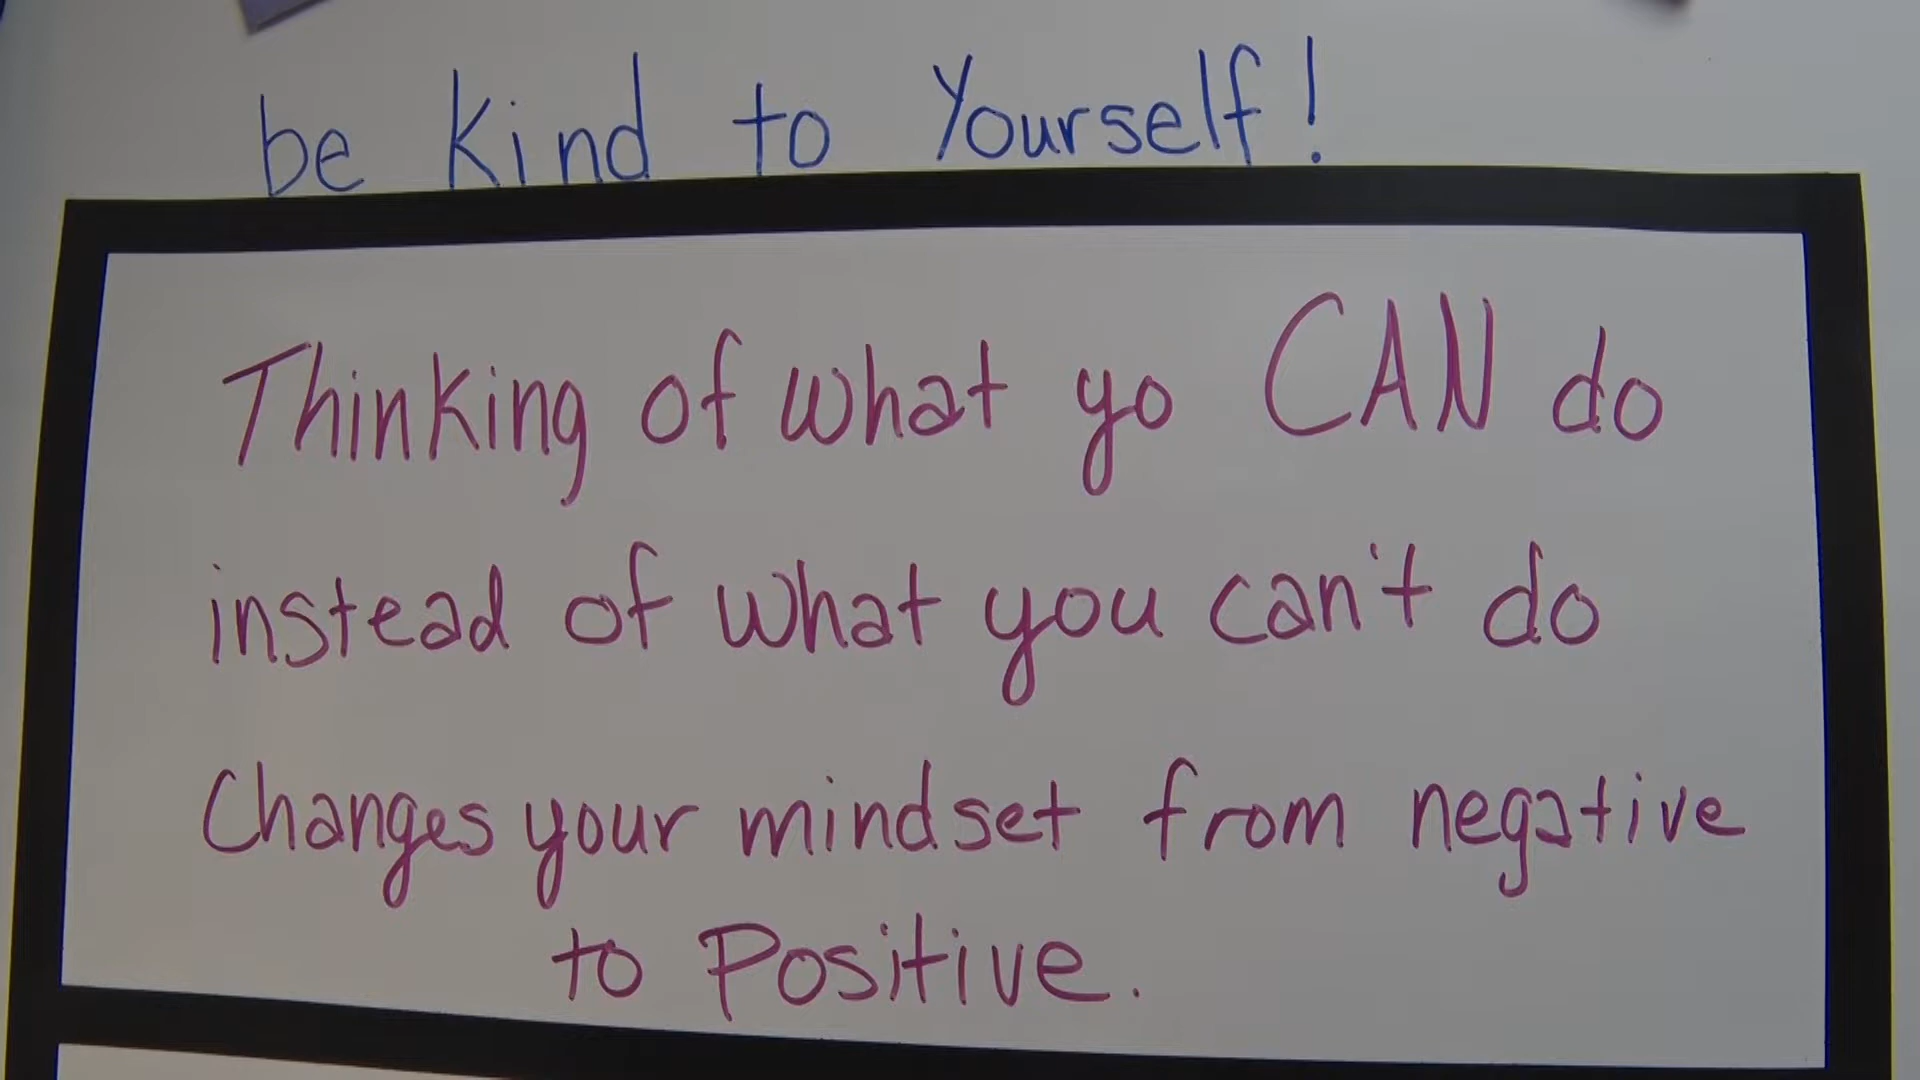 be Kind to Yourself!
Thinking of what yo CAN do
instead of what you can't do
Changes your mindset from negative
to Positive.